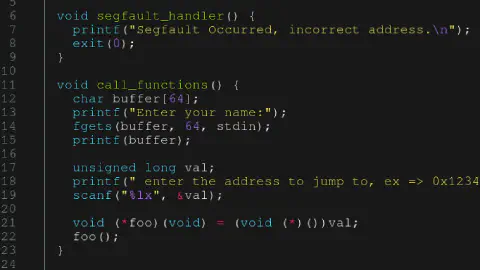 5
6 void segfault_handler() {
7 printf("Segfault Occurred, incorrect address.\n");
8 exit(0);
9 }
10
11 void call_functions() {
12 char buffer[64];
13 printf("Enter your name:");
14 fgets(buffer, 64, stdin);
15 printf(buffer);
16
17 unsigned long val;
18 printf(" enter the address to jump to, ex => 0x1234
19 scanf("%lx", &val);
20
21 void (*foo)(void) = (void (*)())val;
22 foo();
23 }
24